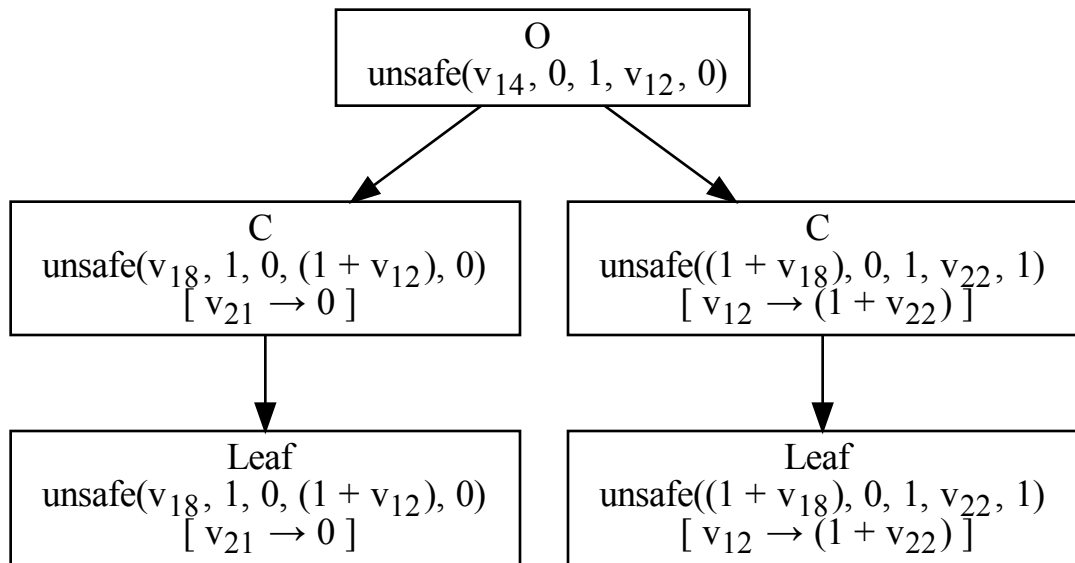 O
unsafe(v₁₄, 0, 1, v₁₂, 0)
C
unsafe(v₁₈, 1, 0, (1 + v₁₂), 0)
[ v₂₁ → 0 ]
C
unsafe((1 + v₁₈), 0, 1, v₂₂, 1)
[ v₁₂ → (1 + v₂₂) ]
Leaf
unsafe(v₁₈, 1, 0, (1 + v₁₂), 0)
[ v₂₁ → 0 ]
Leaf
unsafe((1 + v₁₈), 0, 1, v₂₂, 1)
[ v₁₂ → (1 + v₂₂) ]